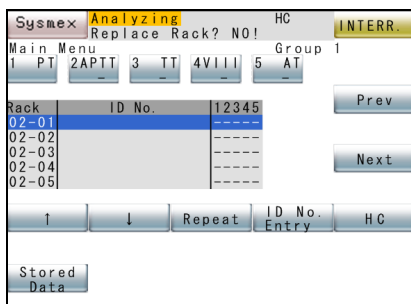 Sysmex Analyzing HC INTERR.
Replace Rack? NO!
Main Menu Group 1
1 PT 2APTT 3 TT 4VIII 5 AT
– – – –
Prev
Rack ID No. 12345
02-01 -----
02-02 -----
02-03 -----
02-04 -----
02-05 -----
Next
↑ ↓ Repeat ID No. Entry HC
Stored
Data